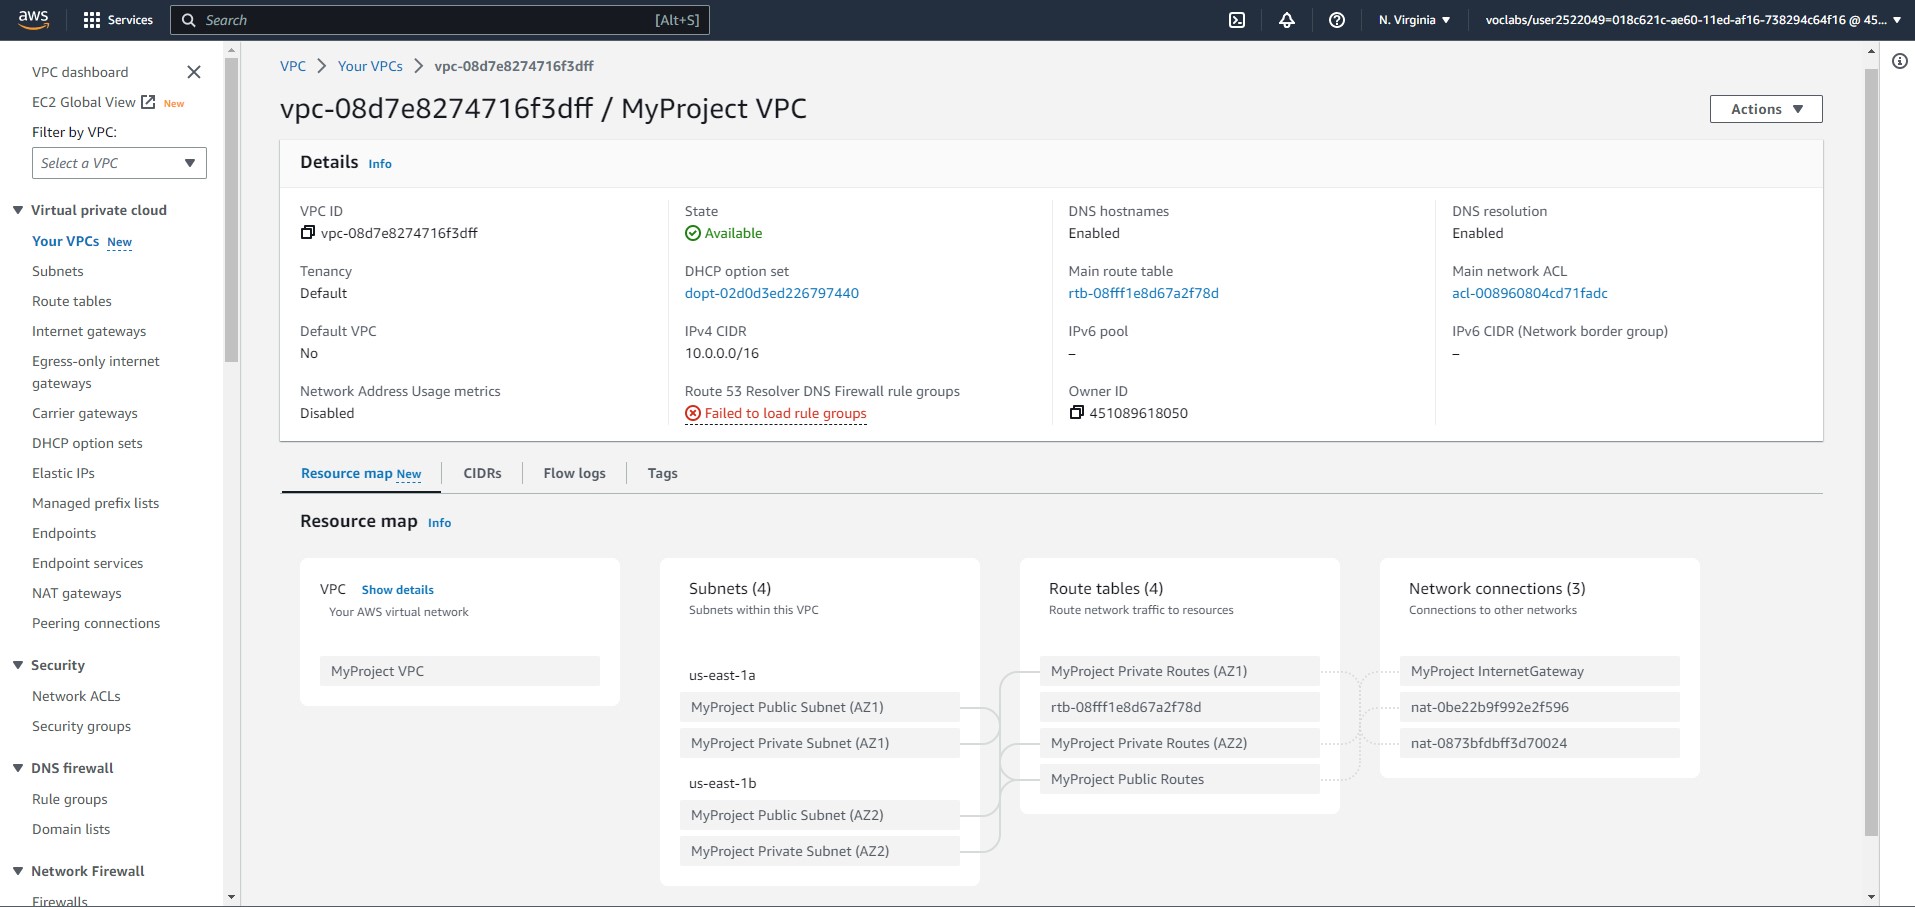 aws
Services
Search
[Alt+S]
N. Virginia
voclabs/user2522049=018c621c-ae60-11ed-af16-738294c64f16 @ 45...
VPC dashboard
EC2 Global View New
Filter by VPC:
Select a VPC
Virtual private cloud
Your VPCs New
Subnets
Route tables
Internet gateways
Egress-only internet
gateways
Carrier gateways
DHCP option sets
Elastic IPs
Managed prefix lists
Endpoints
Endpoint services
NAT gateways
Peering connections
Security
Network ACLs
Security groups
DNS firewall
Rule groups
Domain lists
Network Firewall
Firewalls
VPC
Your VPCs
vpc-08d7e8274716f3dff
vpc-08d7e8274716f3dff / MyProject VPC
Actions
Details Info
VPC ID
vpc-08d7e8274716f3dff
State
Available
DNS hostnames
Enabled
DNS resolution
Enabled
Tenancy
Default
DHCP option set
dopt-02d0d3ed226797440
Main route table
rtb-08fff1e8d67a2f78d
Main network ACL
acl-008960804cd71fadc
Default VPC
No
IPv4 CIDR
10.0.0.0/16
IPv6 pool
–
IPv6 CIDR (Network border group)
–
Network Address Usage metrics
Disabled
Route 53 Resolver DNS Firewall rule groups
Failed to load rule groups
Owner ID
451089618050
Resource map New
CIDRs
Flow logs
Tags
Resource map Info
VPC Show details
Your AWS virtual network
MyProject VPC
Subnets (4)
Subnets within this VPC
us-east-1a
MyProject Public Subnet (AZ1)
MyProject Private Subnet (AZ1)
us-east-1b
MyProject Public Subnet (AZ2)
MyProject Private Subnet (AZ2)
Route tables (4)
Route network traffic to resources
MyProject Private Routes (AZ1)
rtb-08fff1e8d67a2f78d
MyProject Private Routes (AZ2)
MyProject Public Routes
Network connections (3)
Connections to other networks
MyProject InternetGateway
nat-0be22b9f992e2f596
nat-0873bfdbff3d70024